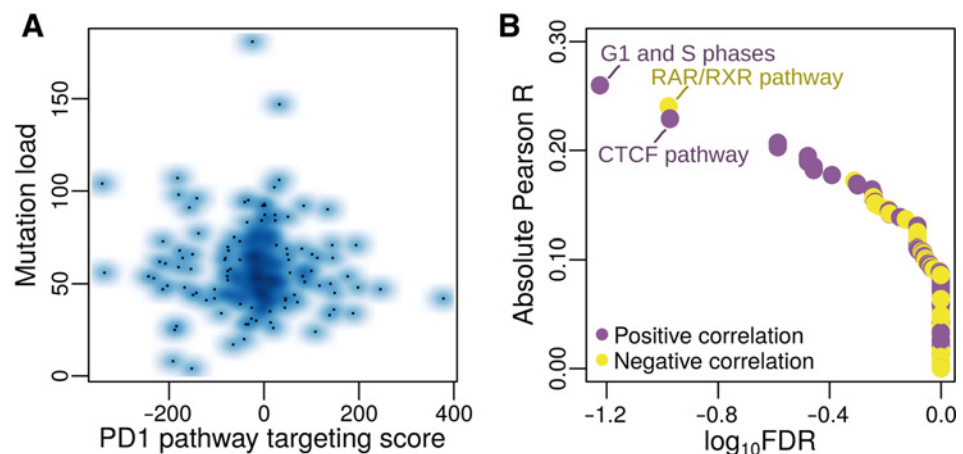 A
Mutation load
0
50
100
150
−200
0
200
400
PD1 pathway targeting score
B
Absolute Pearson R
0.00
0.10
0.20
0.30
G1 and S phases
RAR/RXR pathway
CTCF pathway
Positive correlation
Negative correlation
−1.2
−0.8
−0.4
0.0
log₁₀FDR